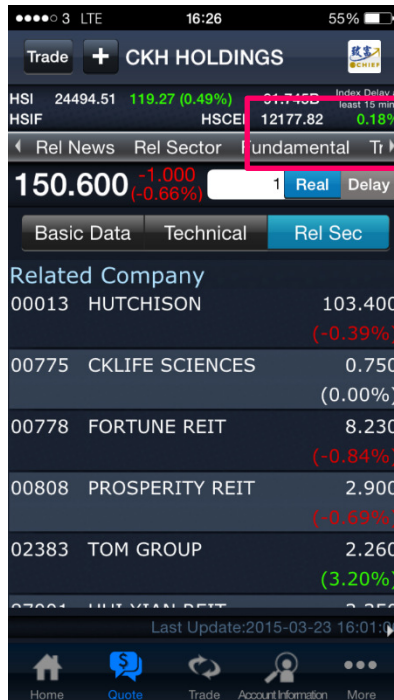 3 LTE 16:26 55%
Trade + CKH HOLDINGS 致富 CHIEF
HSI 24494.51 119.27 (0.49%) 91.745B Index Delay
least 15 min
HSIF HSCEI 12177.82 0.18%
Rel News Rel Sector Fundamental Tr
150.600 -1.000 (-0.66%) 1 Real Delay
Basic Data Technical Rel Sec
Related Company
00013 HUTCHISON 103.400
(-0.39%)
00775 CKLIFE SCIENCES 0.750
(0.00%)
00778 FORTUNE REIT 8.230
(-0.84%)
00808 PROSPERITY REIT 2.900
(-0.69%)
02383 TOM GROUP 2.260
(3.20%)
Last Update:2015-03-23 16:01:0
Home Quote Trade Account Information More